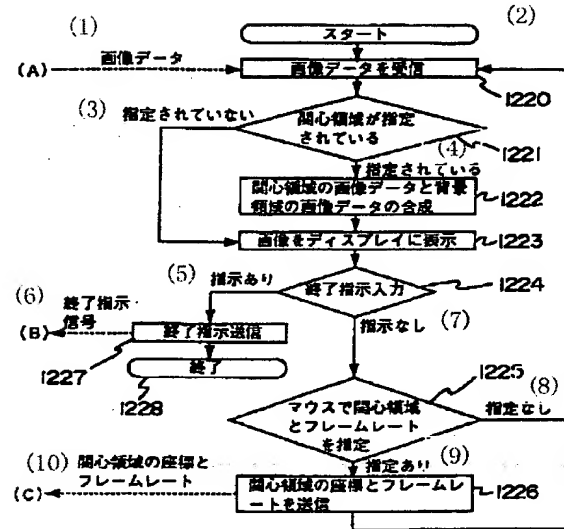 (1)
(2)
スタート
(A)
画像データ
画像データを受信
1220
(3)
指定されていない
関心領域が指定
されている
1221
(4)
指定されている
関心領域の画像データと背景
領域の画像データの合成
1222
画像をディスプレイに表示
1223
(5)
指示あり
終了指示入力
1224
(6)
終了指示
信号
(B)
終了指示送信
1227
(7)
指示なし
終了
1228
1225
マウスで関心領域
とフレームレート
を指定
(8)
指定なし
(9)
指定あり
(10)
関心領域の座標と
フレームレート
(C)
関心領域の座標とフレームレ
ートを送信
1226